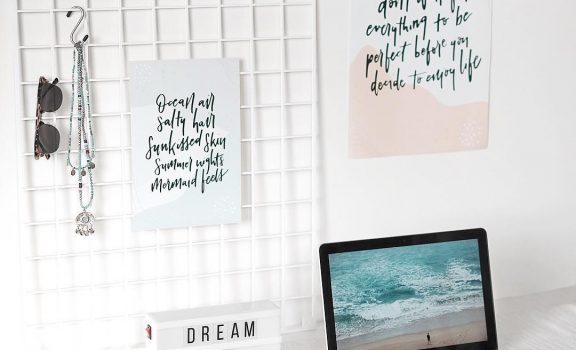 Ocean air
salty hair
Sunkissed Skin
Summer nights
Mermaid feels
everything to be
perfect before you
decide to enjoy life
DREAM